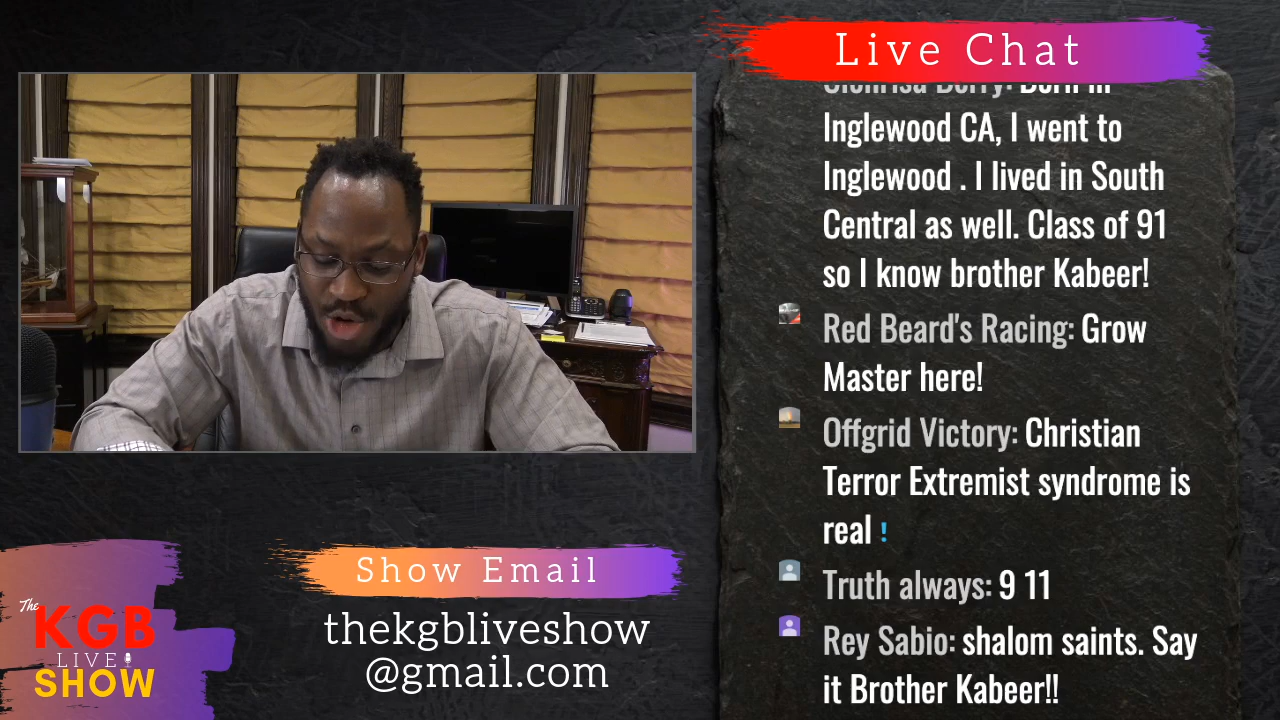 Live Chat
Inglewood CA, I went to
Inglewood . I lived in South
Central as well. Class of 91
so I know brother Kabeer!
Red Beard's Racing: Grow
Master here!
Offgrid Victory: Christian
Terror Extremist syndrome is
real !
Truth always: 9 11
Rey Sabio: shalom saints. Say
it Brother Kabeer!!
Show Email
thekgbliveshow
@gmail.com
The
KGB
LIVE
SHOW